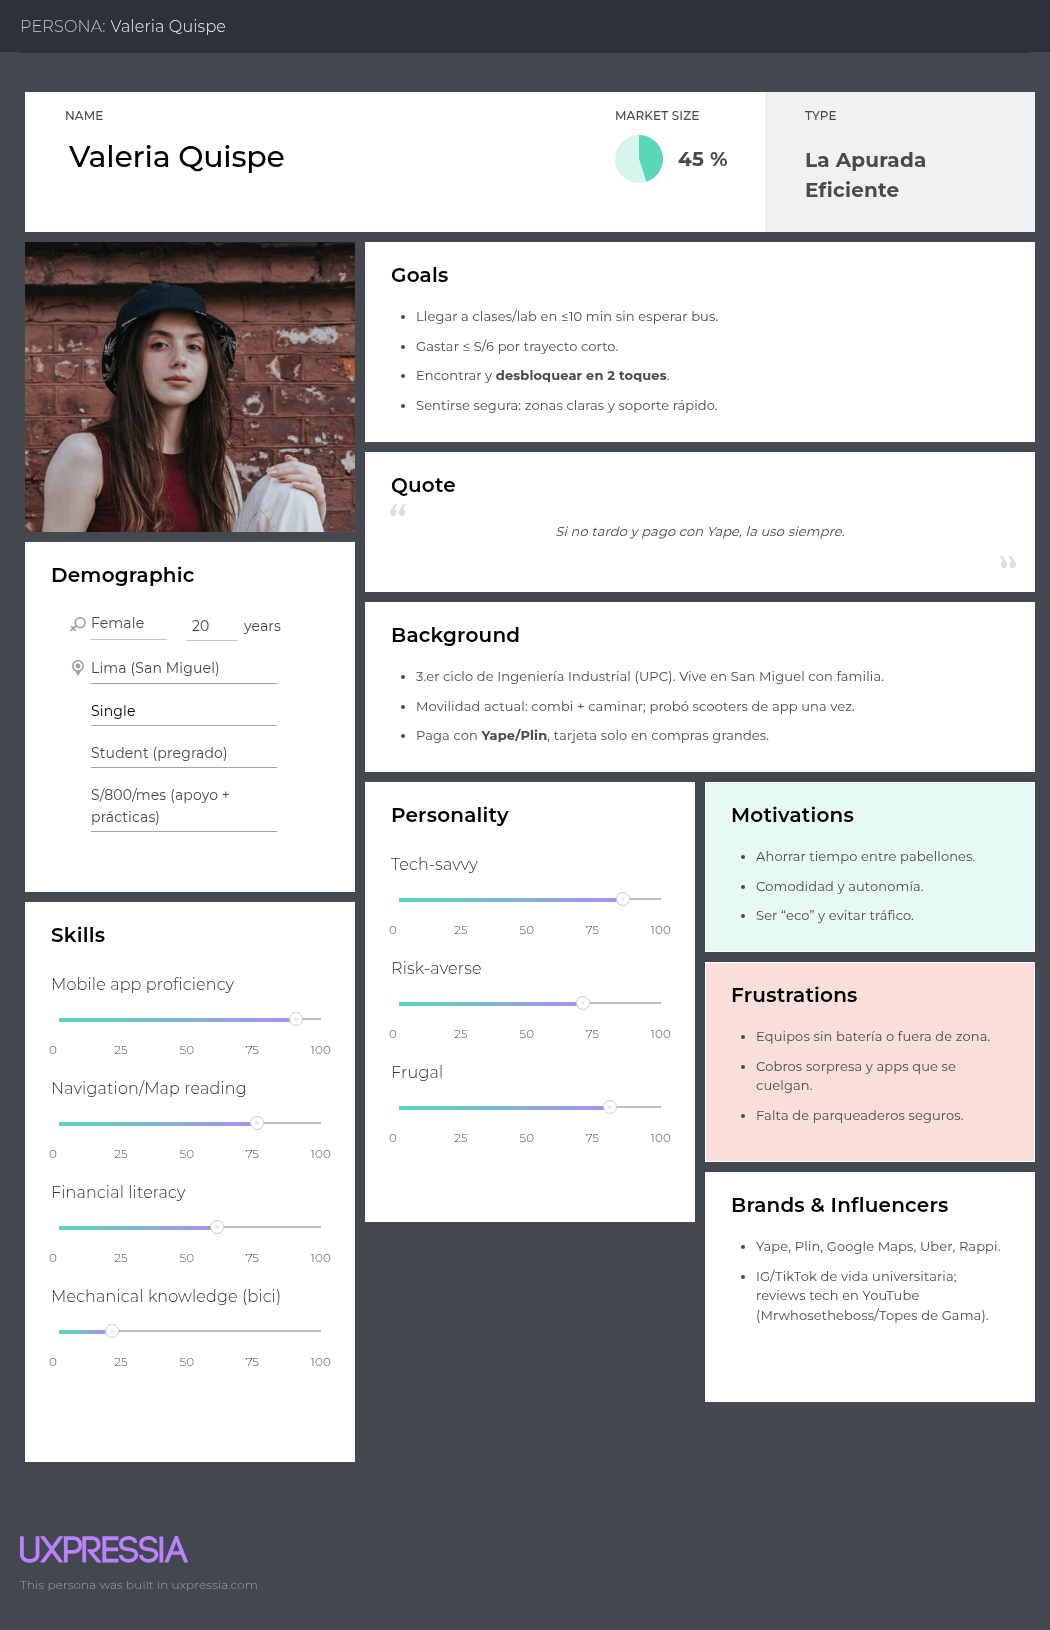 PERSONA: Valeria Quispe
NAME
Valeria Quispe
MARKET SIZE
45 %
TYPE
La Apurada
Eficiente
Goals
• Llegar a clases/lab en ≤10 min sin esperar bus.
• Gastar ≤ S/6 por trayecto corto.
• Encontrar y desbloquear en 2 toques.
• Sentirse segura: zonas claras y soporte rápido.
Quote
“
Si no tardo y pago con Yape, la uso siempre.
”
Demographic
Female 20 years
Lima (San Miguel)
Single
Student (pregrado)
S/800/mes (apoyo +
prácticas)
Background
• 3.er ciclo de Ingeniería Industrial (UPC). Vive en San Miguel con familia.
• Movilidad actual: combi + caminar; probó scooters de app una vez.
• Paga con Yape/Plin, tarjeta solo en compras grandes.
Skills
Mobile app proficiency
0 25 50 75 100
Navigation/Map reading
0 25 50 75 100
Financial literacy
0 25 50 75 100
Mechanical knowledge (bici)
0 25 50 75 100
Personality
Tech-savvy
0 25 50 75 100
Risk-averse
0 25 50 75 100
Frugal
0 25 50 75 100
Motivations
• Ahorrar tiempo entre pabellones.
• Comodidad y autonomía.
• Ser “eco” y evitar tráfico.
Frustrations
• Equipos sin batería o fuera de zona.
• Cobros sorpresa y apps que se
cuelgan.
• Falta de parqueaderos seguros.
Brands & Influencers
• Yape, Plin, Google Maps, Uber, Rappi.
• IG/TikTok de vida universitaria;
reviews tech en YouTube
(Mrwhosetheboss/Topes de Gama).
UXPRESSIA
This persona was built in uxpressia.com